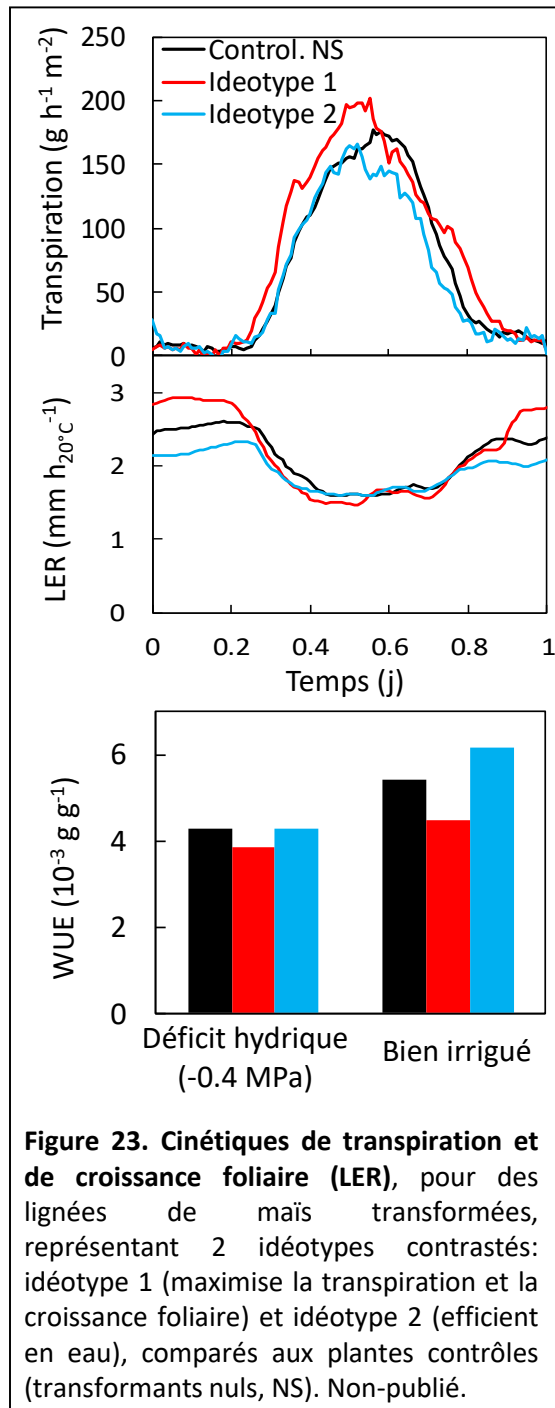 250
200
150
100
50
0
Transpiration (g h-1 m-2)
Control. NS
Ideotype 1
Ideotype 2
3
2
1
0
LER (mm h20°C-1)
0 0.2 0.4 0.6 0.8 1
Temps (j)
6
4
2
0
WUE (10-3 g g-1)
Déficit hydrique
(-0.4 MPa)
Bien irrigué
Figure 23. Cinétiques de transpiration et
de croissance foliaire (LER), pour des
lignées de maïs transformées,
représentant 2 idéotypes contrastés:
idéotype 1 (maximise la transpiration et la
croissance foliaire) et idéotype 2 (efficient
en eau), comparés aux plantes contrôles
(transformants nuls, NS). Non-publié.